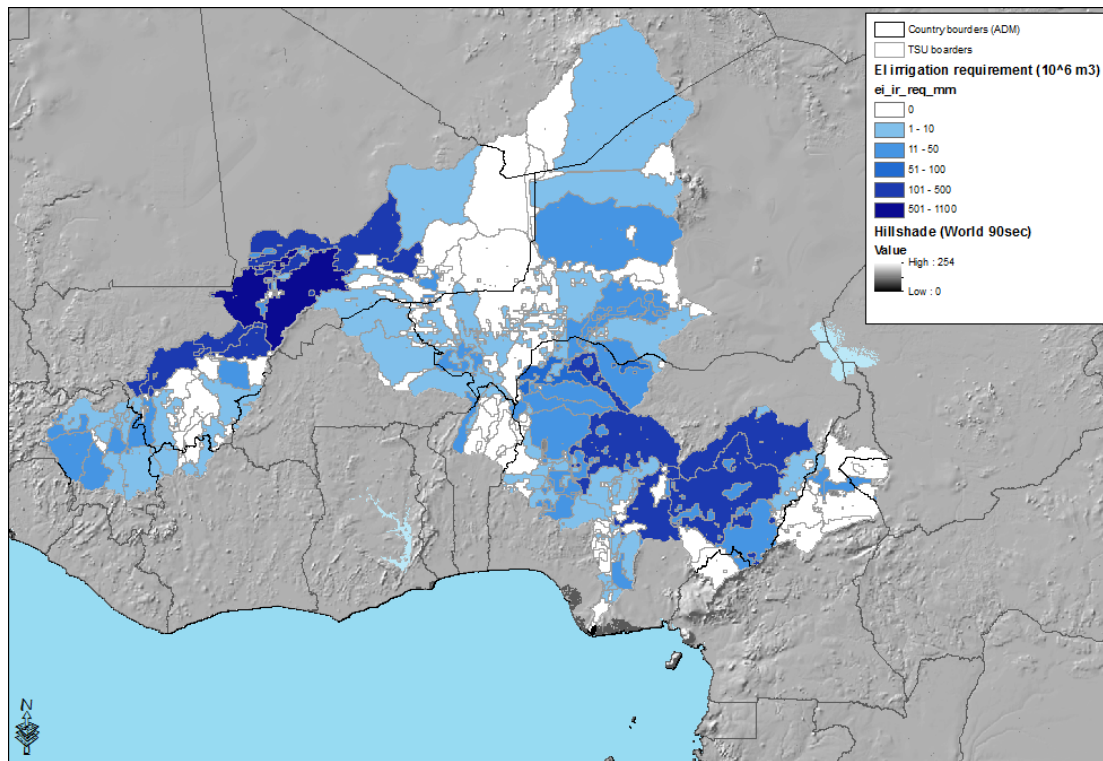 Country bourders (ADM)
TSU boarders
EI irrigation requirement (10^6 m3)
ei_ir_req_mm
0
1 - 10
11 - 50
51 - 100
101 - 500
501 - 1100
Hillshade (World 90sec)
Value
High : 254
Low : 0
N